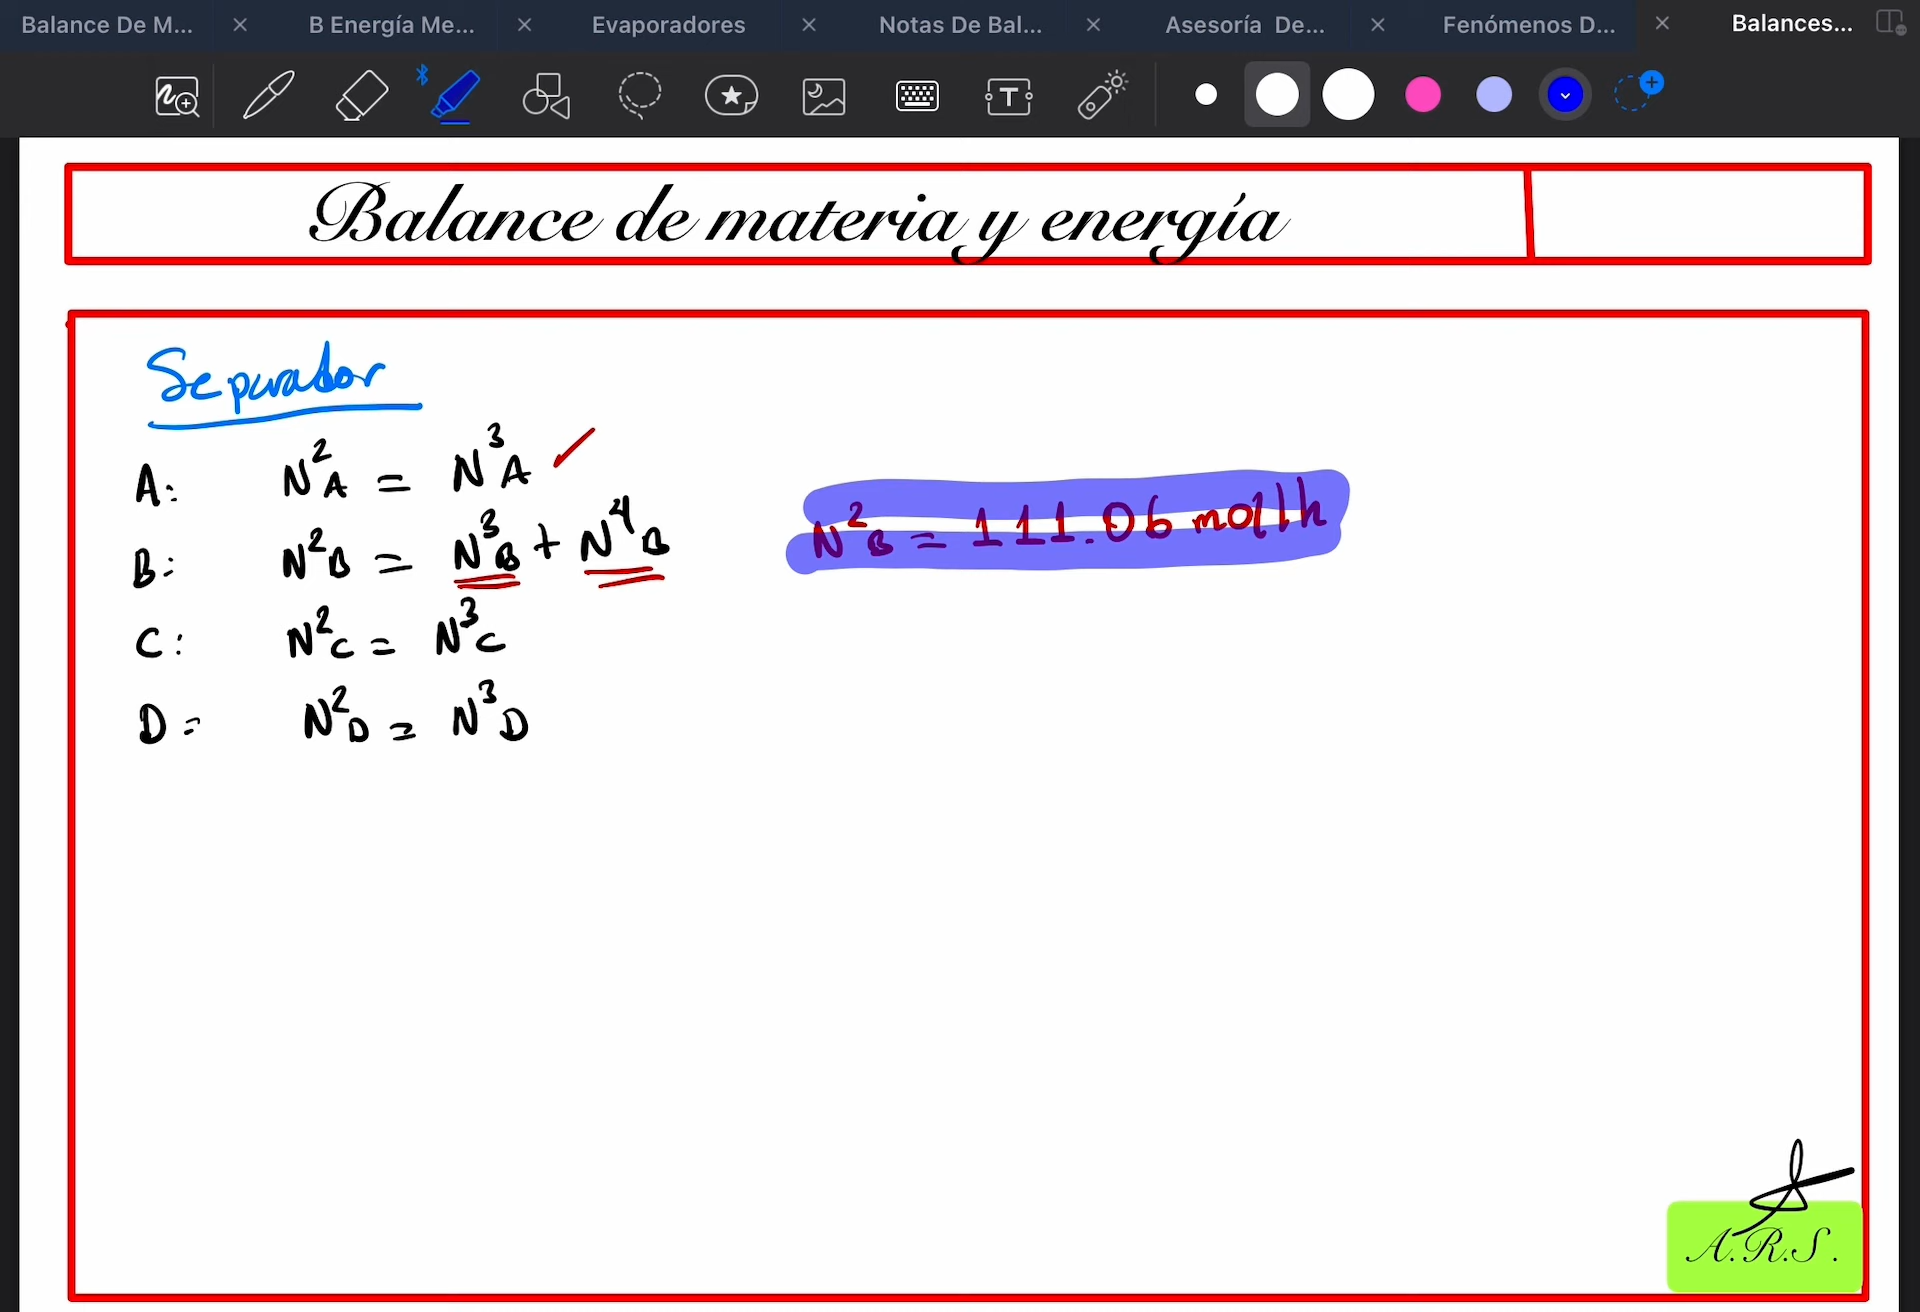 Balance De M... B Energía Me... Evaporadores Notas De Bal... Asesoría De... Fenómenos D... Balances...
Balance de materia y energía
Separador
A: N²A = N³A ✓
B: N²B = N³B + N⁴B
N²B = 111.06 mol/h
C: N²C = N³C
D= N²D = N³D
A.R.S.